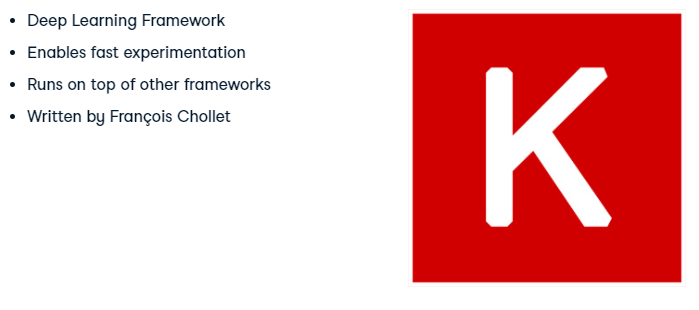 • Deep Learning Framework
• Enables fast experimentation
• Runs on top of other frameworks
• Written by François Chollet
K